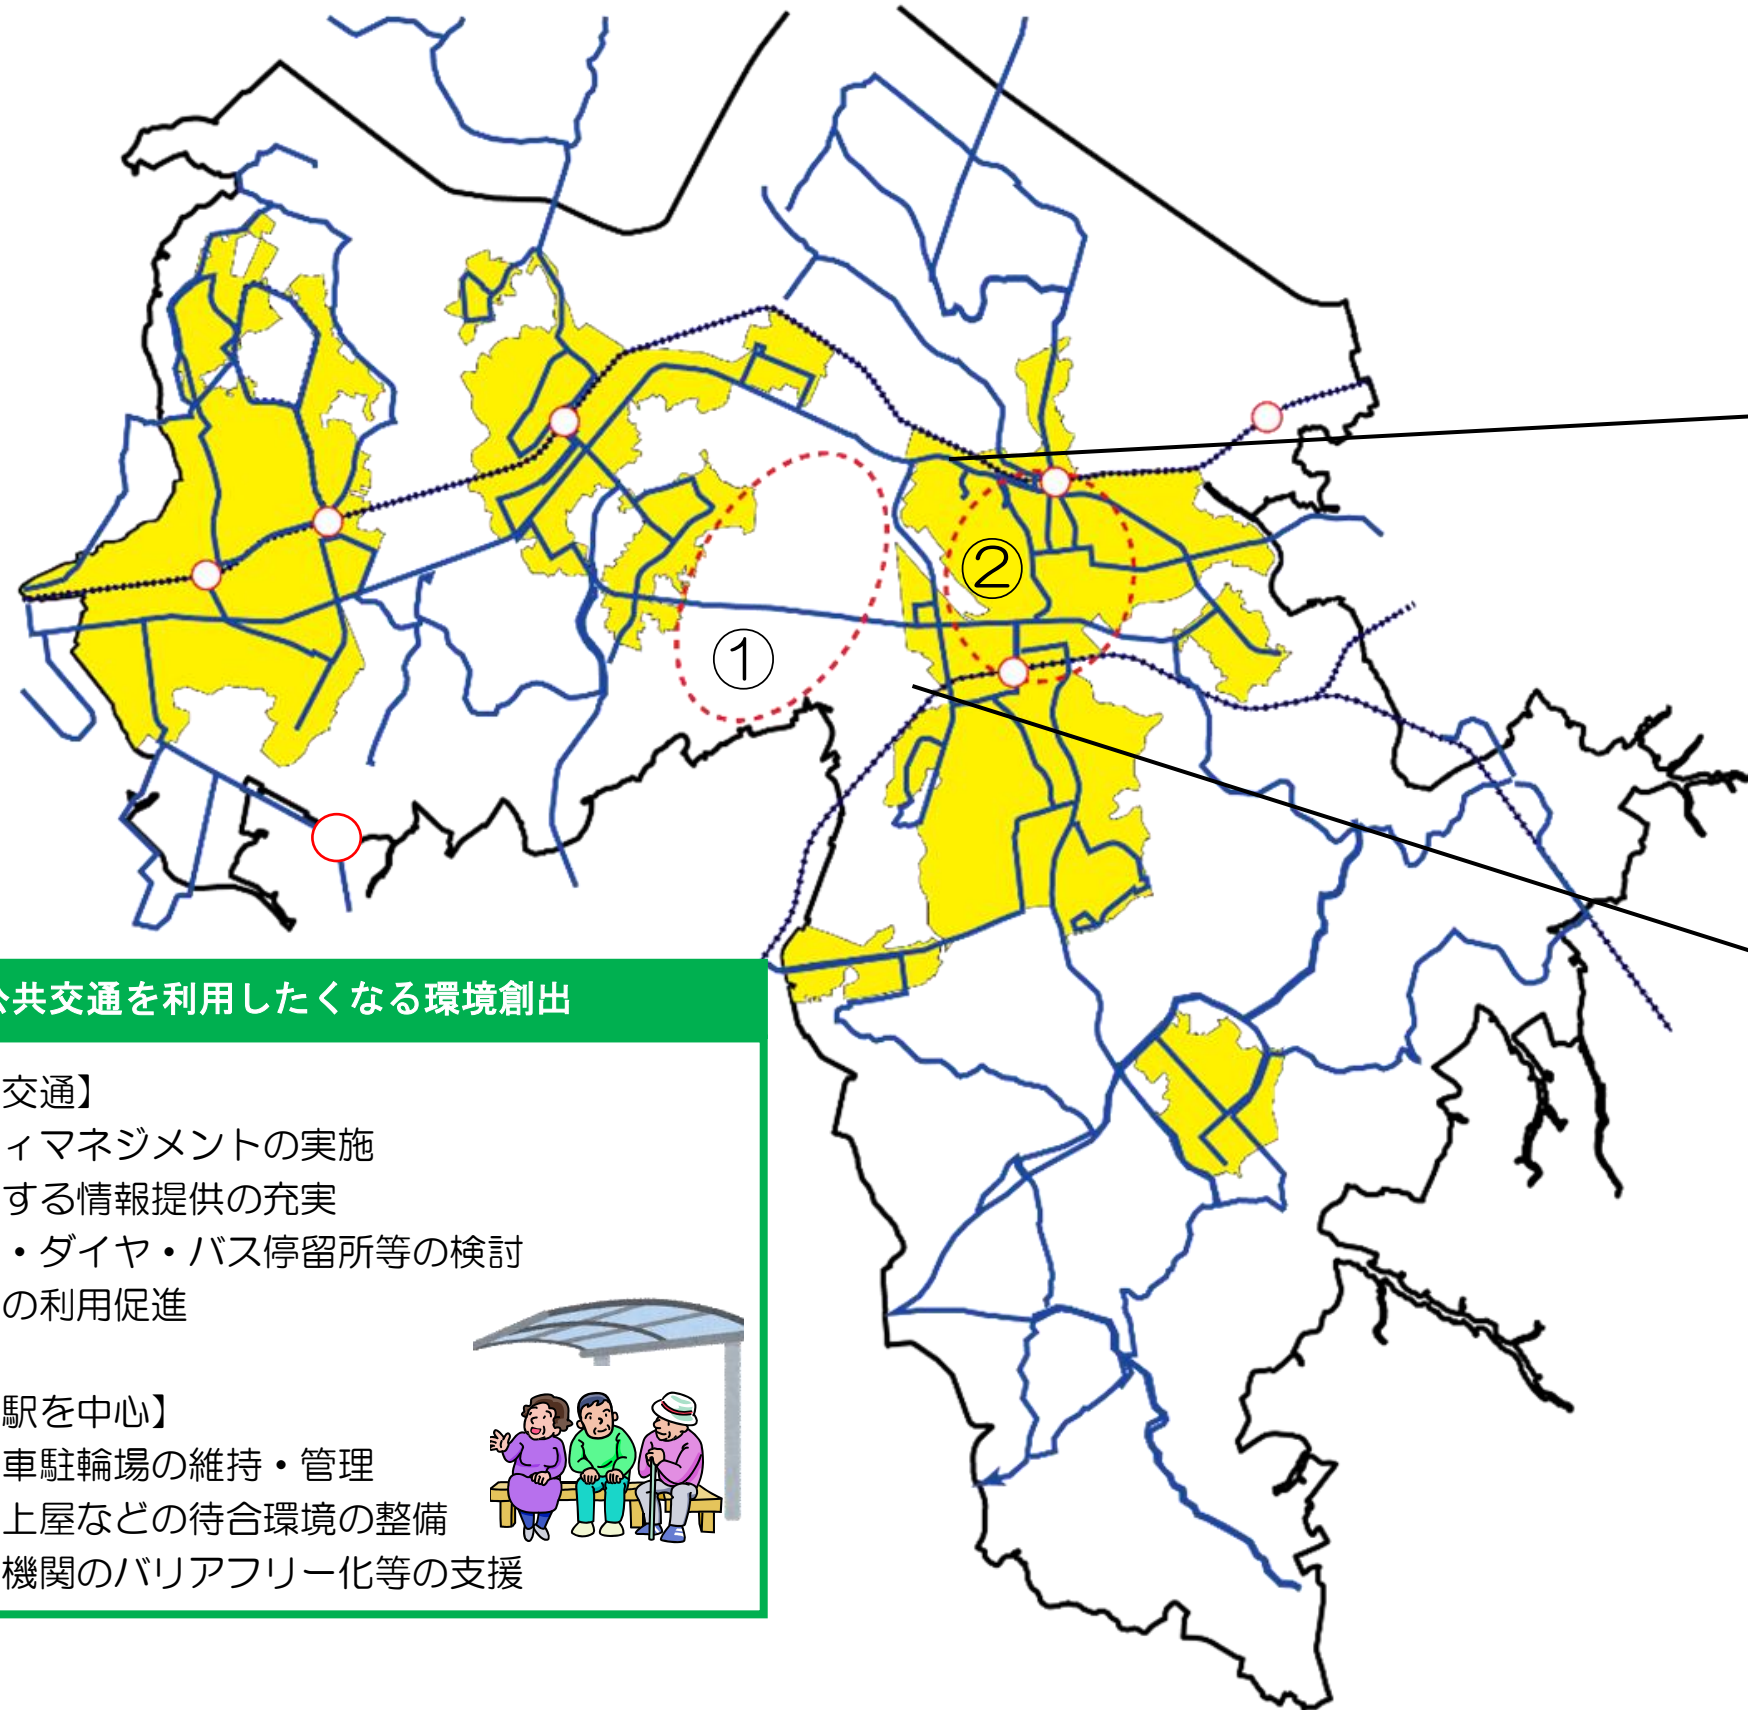 ①
②
公共交通を利用したくなる環境創出
交通】
ィマネジメントの実施
する情報提供の充実
・ダイヤ・バス停留所等の検討
の利用促進
駅を中心】
車駐輪場の維持・管理
上屋などの待合環境の整備
機関のバリアフリー化等の支援